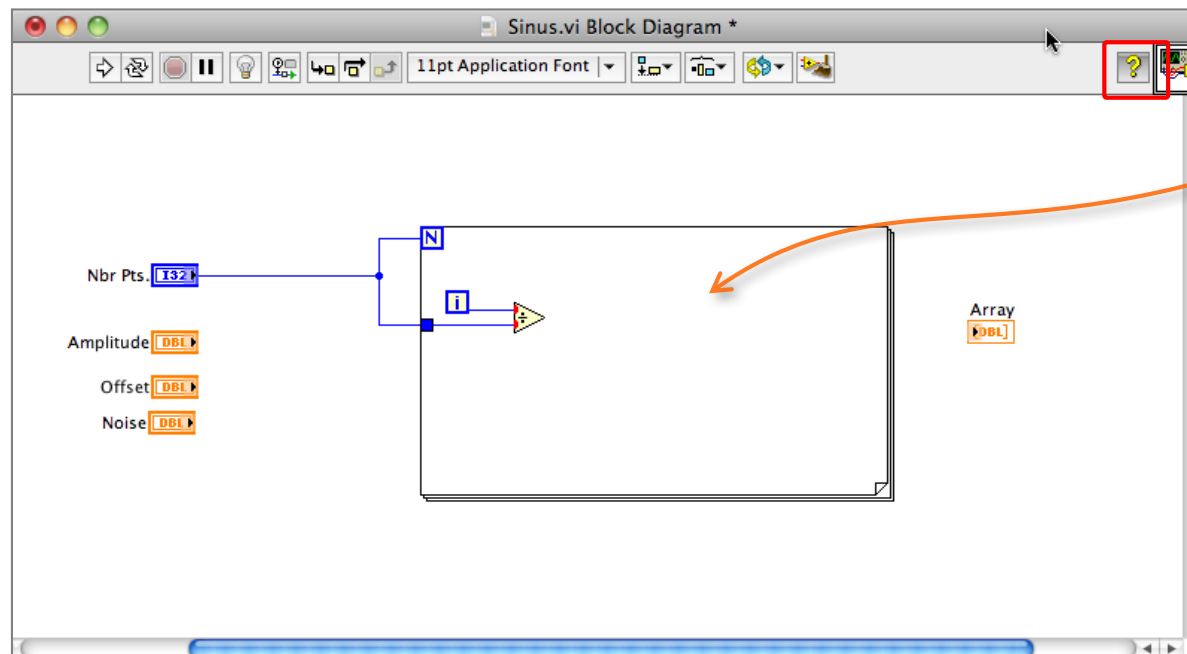 Sinus.vi Block Diagram *
11pt Application Font
?
N
Nbr Pts. I32
i
÷
Array
DBL]
Amplitude DBL
Offset DBL
Noise DBL